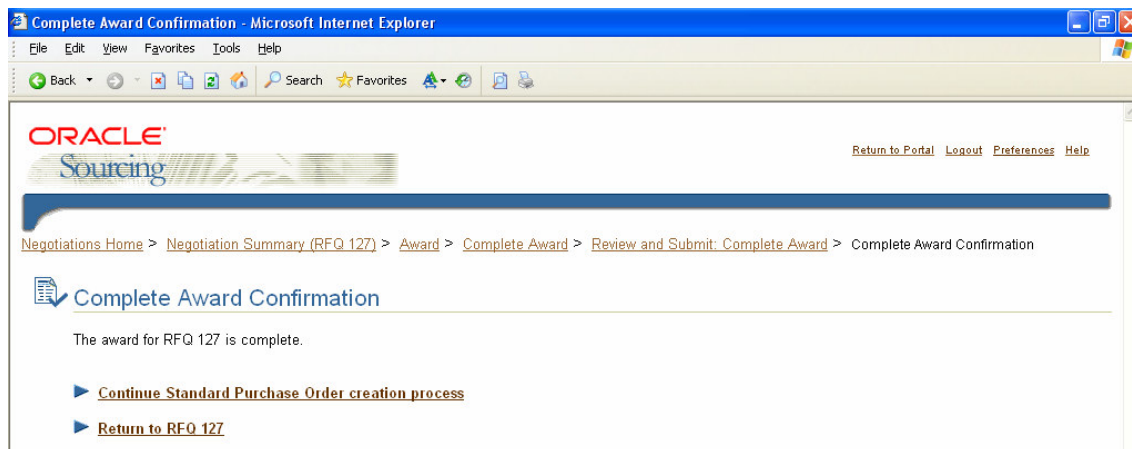 Complete Award Confirmation - Microsoft Internet Explorer
File Edit View Favorites Tools Help
Back Search Favorites
ORACLE
Sourcing
Return to Portal Logout Preferences Help
Negotiations Home > Negotiation Summary (RFQ 127) > Award > Complete Award > Review and Submit: Complete Award > Complete Award Confirmation
Complete Award Confirmation
The award for RFQ 127 is complete.
Continue Standard Purchase Order creation process
Return to RFQ 127